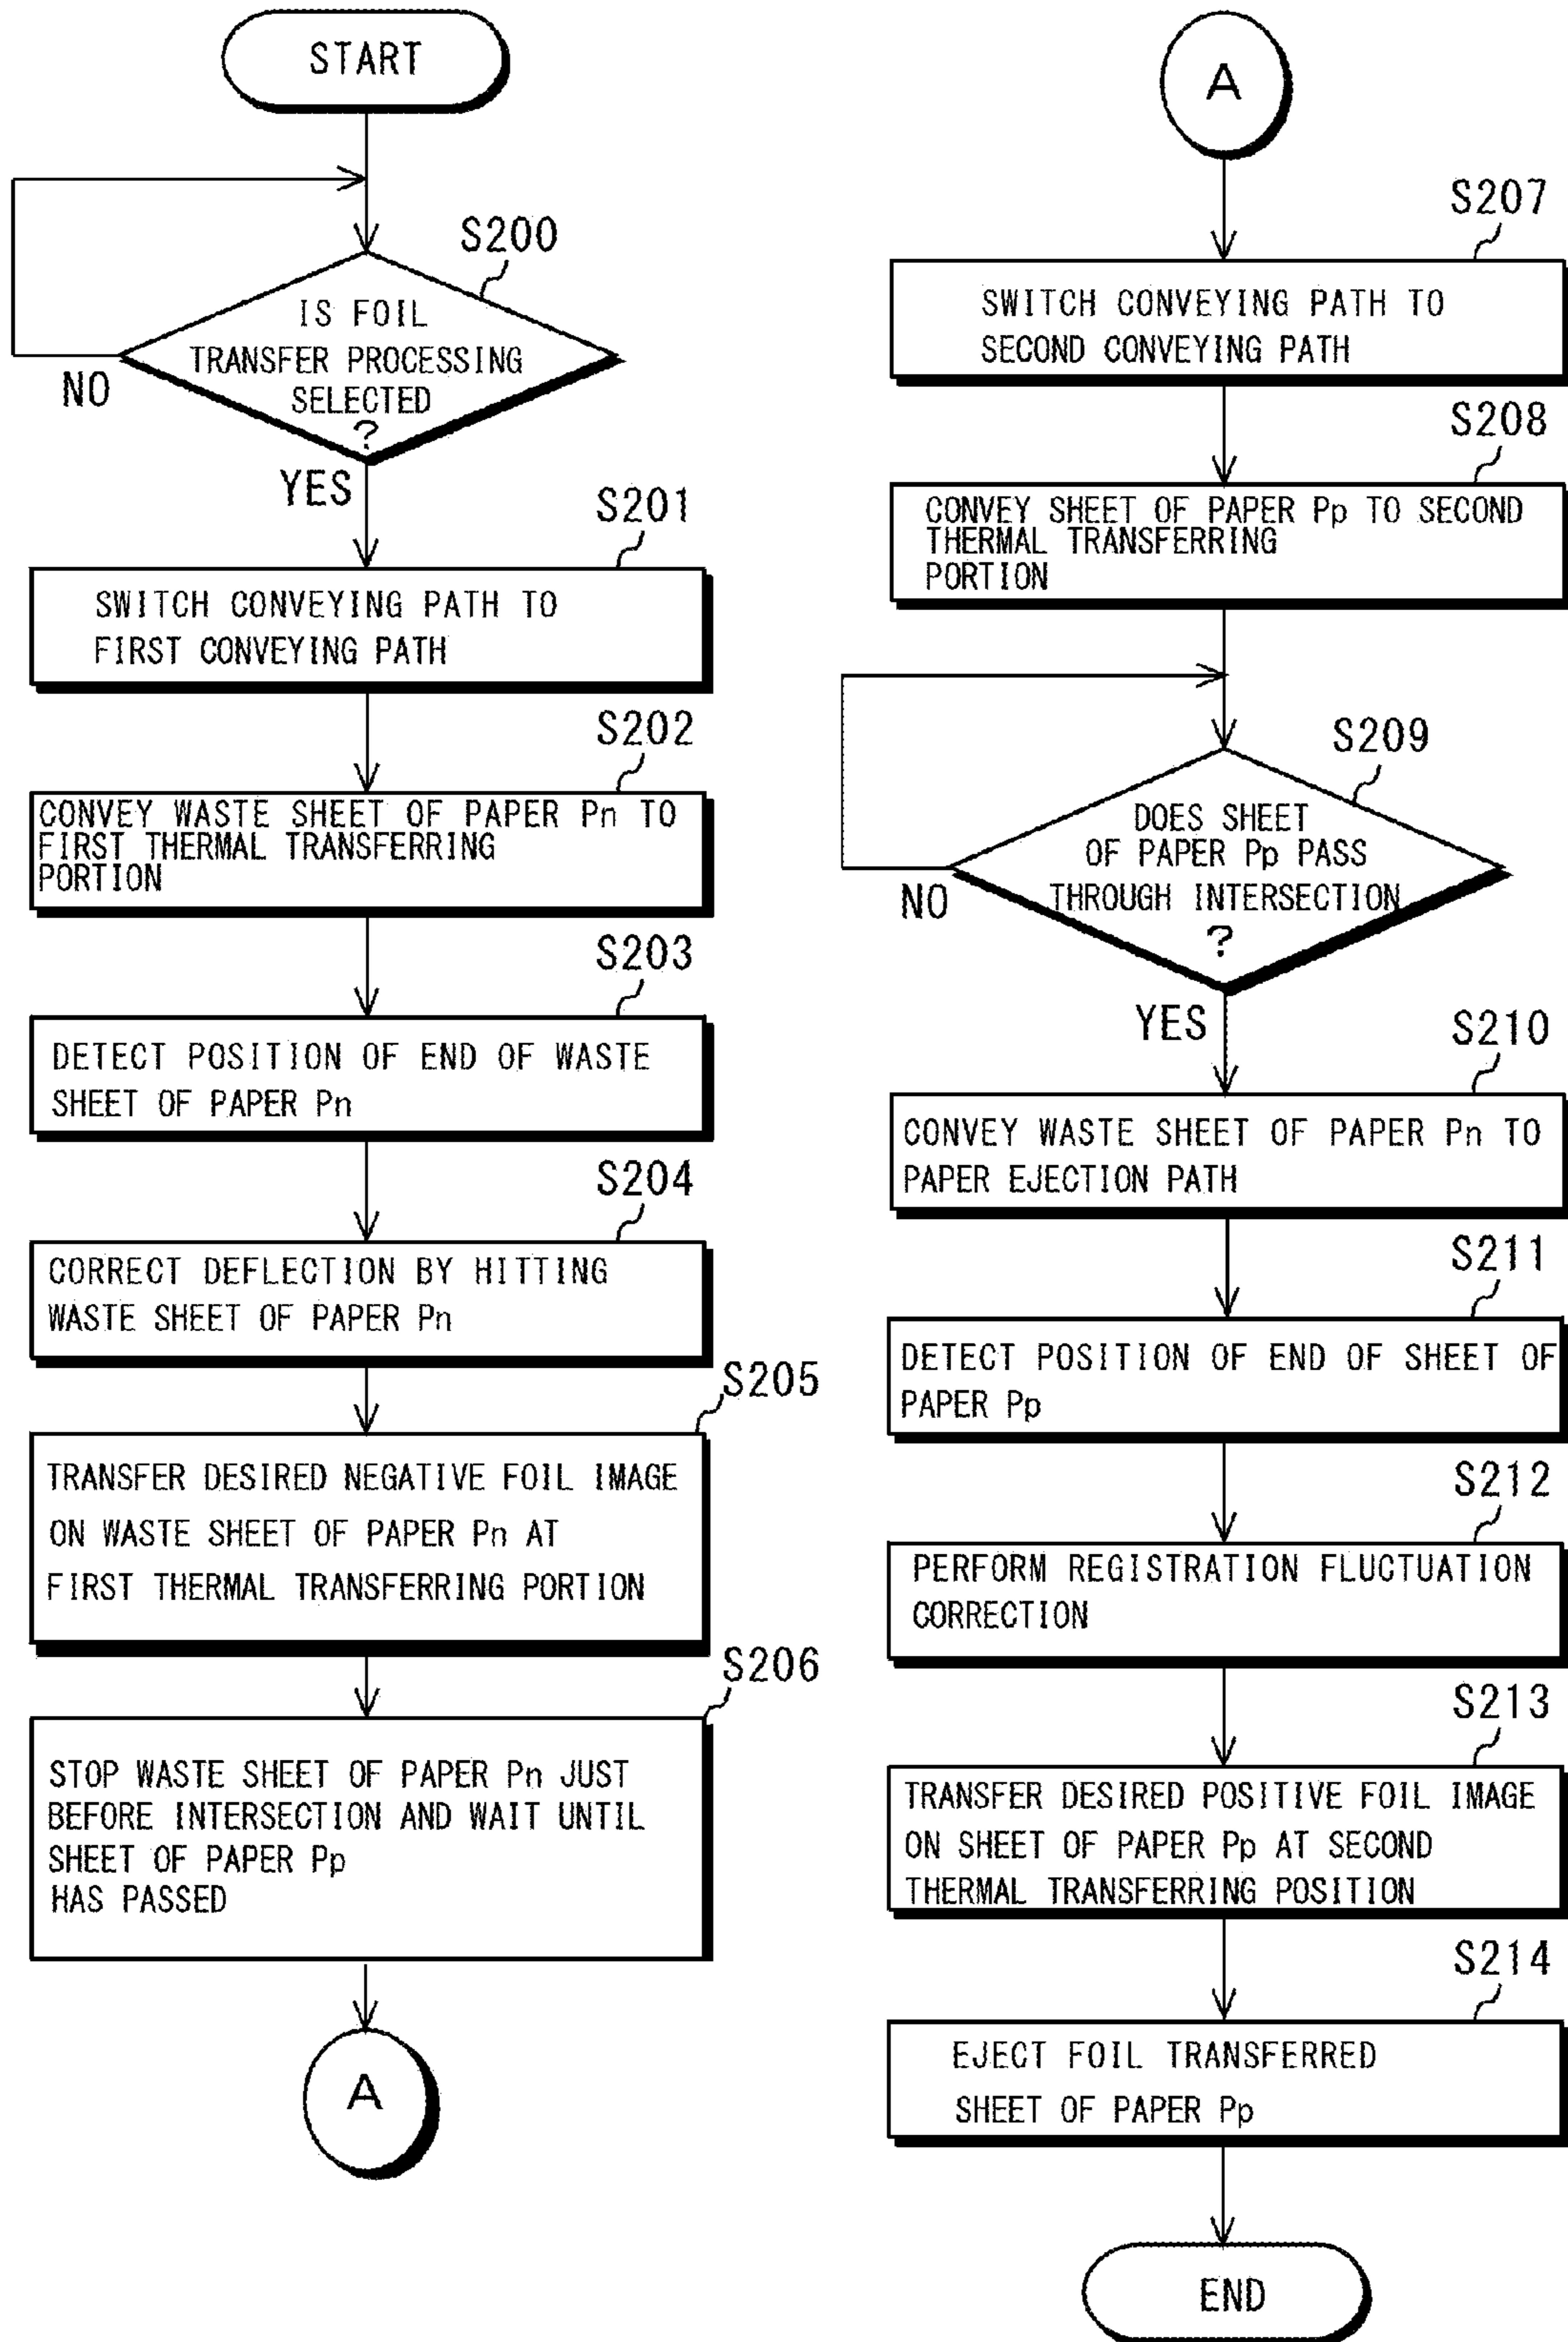 START
S200
IS FOIL
TRANSFER PROCESSING
SELECTED
?
NO
YES
S201
SWITCH CONVEYING PATH TO
FIRST CONVEYING PATH
S202
CONVEY WASTE SHEET OF PAPER Pn TO
FIRST THERMAL TRANSFERRING
PORTION
S203
DETECT POSITION OF END OF WASTE
SHEET OF PAPER Pn
S204
CORRECT DEFLECTION BY HITTING
WASTE SHEET OF PAPER Pn
S205
TRANSFER DESIRED NEGATIVE FOIL IMAGE
ON WASTE SHEET OF PAPER Pn AT
FIRST THERMAL TRANSFERRING PORTION
S206
STOP WASTE SHEET OF PAPER Pn JUST
BEFORE INTERSECTION AND WAIT UNTIL
SHEET OF PAPER Pp
HAS PASSED
A
A
S207
SWITCH CONVEYING PATH TO
SECOND CONVEYING PATH
S208
CONVEY SHEET OF PAPER Pp TO SECOND
THERMAL TRANSFERRING
PORTION
S209
DOES SHEET
OF PAPER Pp PASS
THROUGH INTERSECTION
?
NO
YES
S210
CONVEY WASTE SHEET OF PAPER Pn TO
PAPER EJECTION PATH
S211
DETECT POSITION OF END OF SHEET OF
PAPER Pp
S212
PERFORM REGISTRATION FLUCTUATION
CORRECTION
S213
TRANSFER DESIRED POSITIVE FOIL IMAGE
ON SHEET OF PAPER Pp AT SECOND
THERMAL TRANSFERRING POSITION
S214
EJECT FOIL TRANSFERRED
SHEET OF PAPER Pp
END